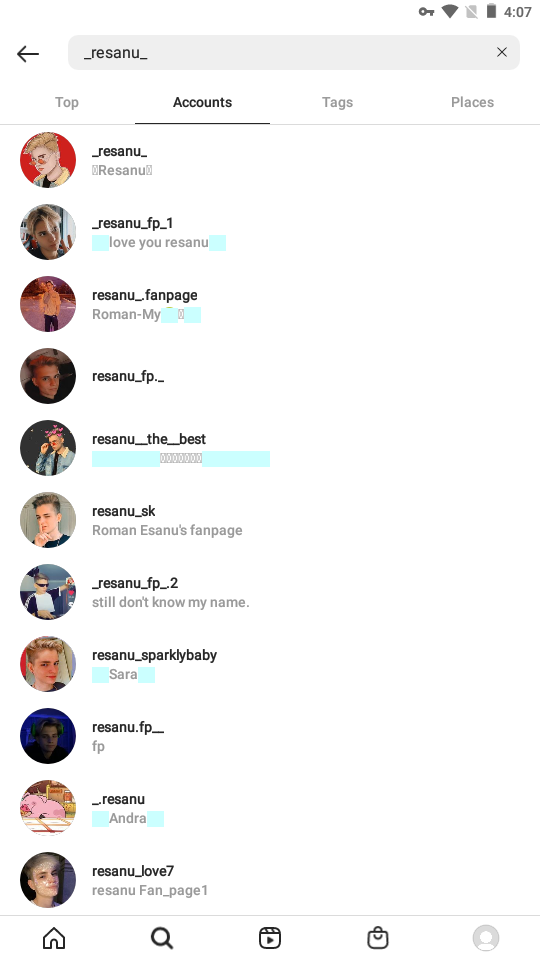 4:07
_resanu_
Top Accounts Tags Places
_resanu_
Resanu
_resanu_fp_1
love you resanu
resanu_.fanpage
Roman-My
resanu_fp._
resanu__the__best
resanu_sk
Roman Esanu's fanpage
_resanu_fp_.2
still don't know my name.
resanu_sparklybaby
Sara
resanu.fp__
fp
_.resanu
Andra
resanu_love7
resanu Fan_page1